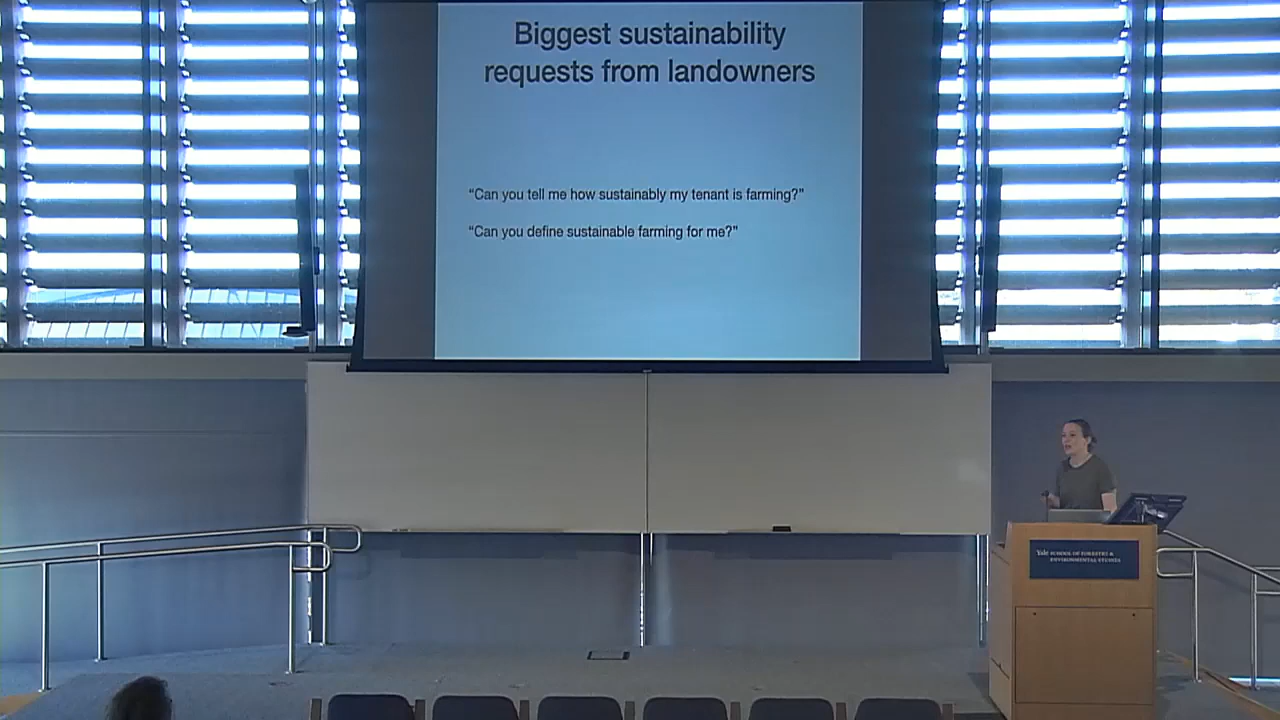 Biggest sustainability
requests from landowners
“Can you tell me how sustainably my tenant is farming?”
“Can you define sustainable farming for me?”
Yale SCHOOL OF FORESTRY &
ENVIRONMENTAL STUDIES